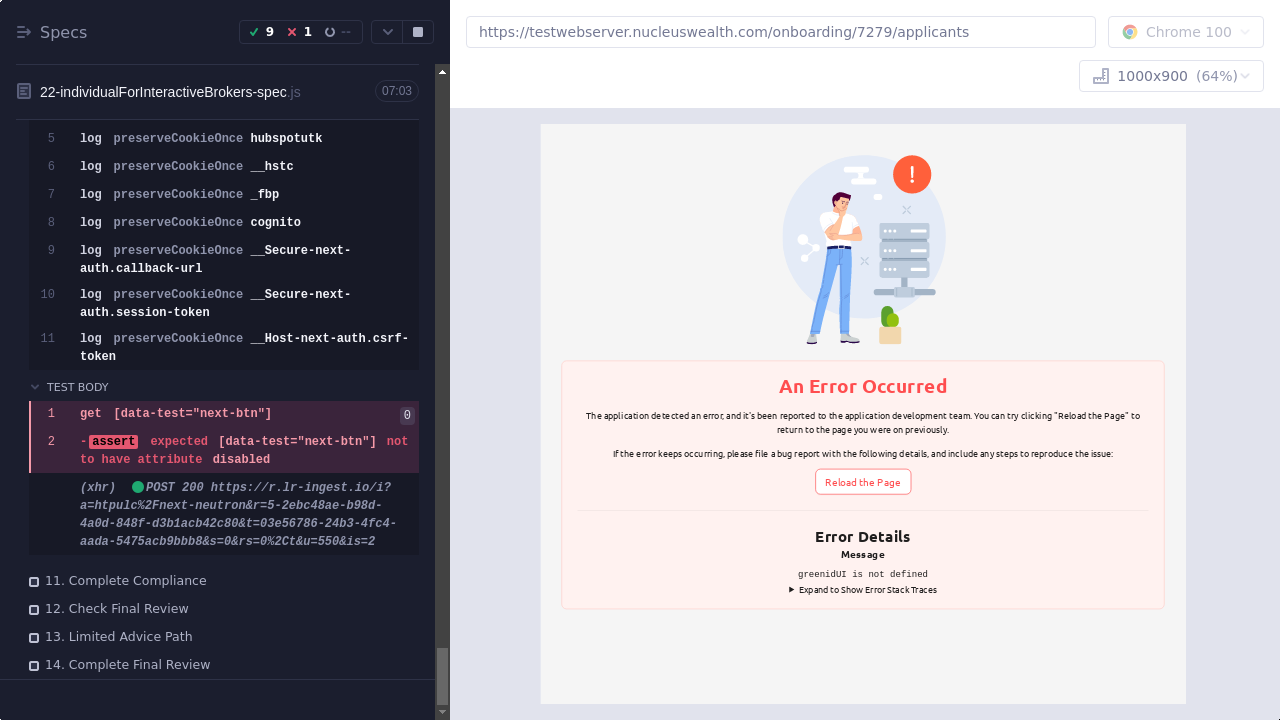 Specs
9
1
--
22-individualForInteractiveBrokers-spec.js
07:03
5 log preserveCookieOnce hubspotutk
6 log preserveCookieOnce __hstc
7 log preserveCookieOnce _fbp
8 log preserveCookieOnce cognito
9 log preserveCookieOnce __Secure-next-
auth.callback-url
10 log preserveCookieOnce __Secure-next-
auth.session-token
11 log preserveCookieOnce __Host-next-auth.csrf-
token
TEST BODY
1 get [data-test="next-btn"] 0
2 -assert expected [data-test="next-btn"] not
to have attribute disabled
(xhr) POST 200 https://r.lr-ingest.io/i?
a=htpulc%2Fnext-neutron&r=5-2ebc48ae-b98d-
4a0d-848f-d3b1acb42c80&t=03e56786-24b3-4fc4-
aada-5475acb9bbb8&s=0&rs=0%2Ct&u=550&is=2
11. Complete Compliance
12. Check Final Review
13. Limited Advice Path
14. Complete Final Review
https://testwebserver.nucleuswealth.com/onboarding/7279/applicants
Chrome 100
1000x900 (64%)
!
An Error Occurred
The application detected an error, and it's been reported to the application development team. You can try clicking "Reload the Page" to
return to the page you were on previously.
If the error keeps occurring, please file a bug report with the following details, and include any steps to reproduce the issue:
Reload the Page
Error Details
Message
greenidUI is not defined
Expand to Show Error Stack Traces